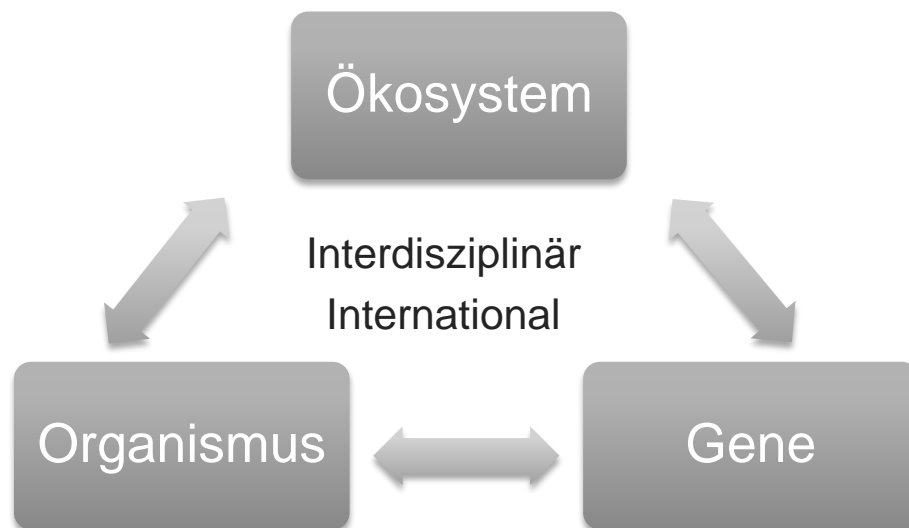 Ökosystem
Interdisziplinär
International
Organismus
Gene